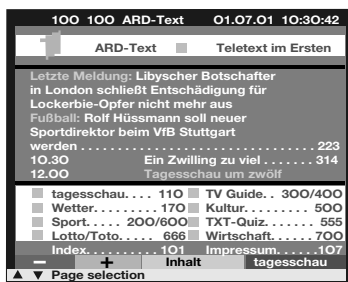 100 100 ARD-Text 01.07.01 10:30:42
ARD-Text Teletext im Ersten
Letzte Meldung: Libyscher Botschafter
in London schließt Entschädigung für
Lockerbie-Opfer nicht mehr aus
Fußball: Rolf Hüssmann soll neuer
Sportdirektor beim VfB Stuttgart
werden . . . . . . . . . . . . . . . . . . . . . . . . . . . . . . . 223
10.30 Ein Zwilling zu viel . . . . . . . 314
12.00 Tagesschau um zwölf
tagesschau. . . . 110 TV Guide. . 300/400
Wetter. . . . . . . . . 170 Kultur. . . . . . . . . 500
Sport. . . . 200/600 TXT-Quiz. . . . . . 555
Lotto/Toto. . . . 666 Wirtschaft. . . . . . 700
Index. . . . . . . . . . 101 Impressum. . . . . 107
− + Inhalt tagesschau
▲ ▼ Page selection